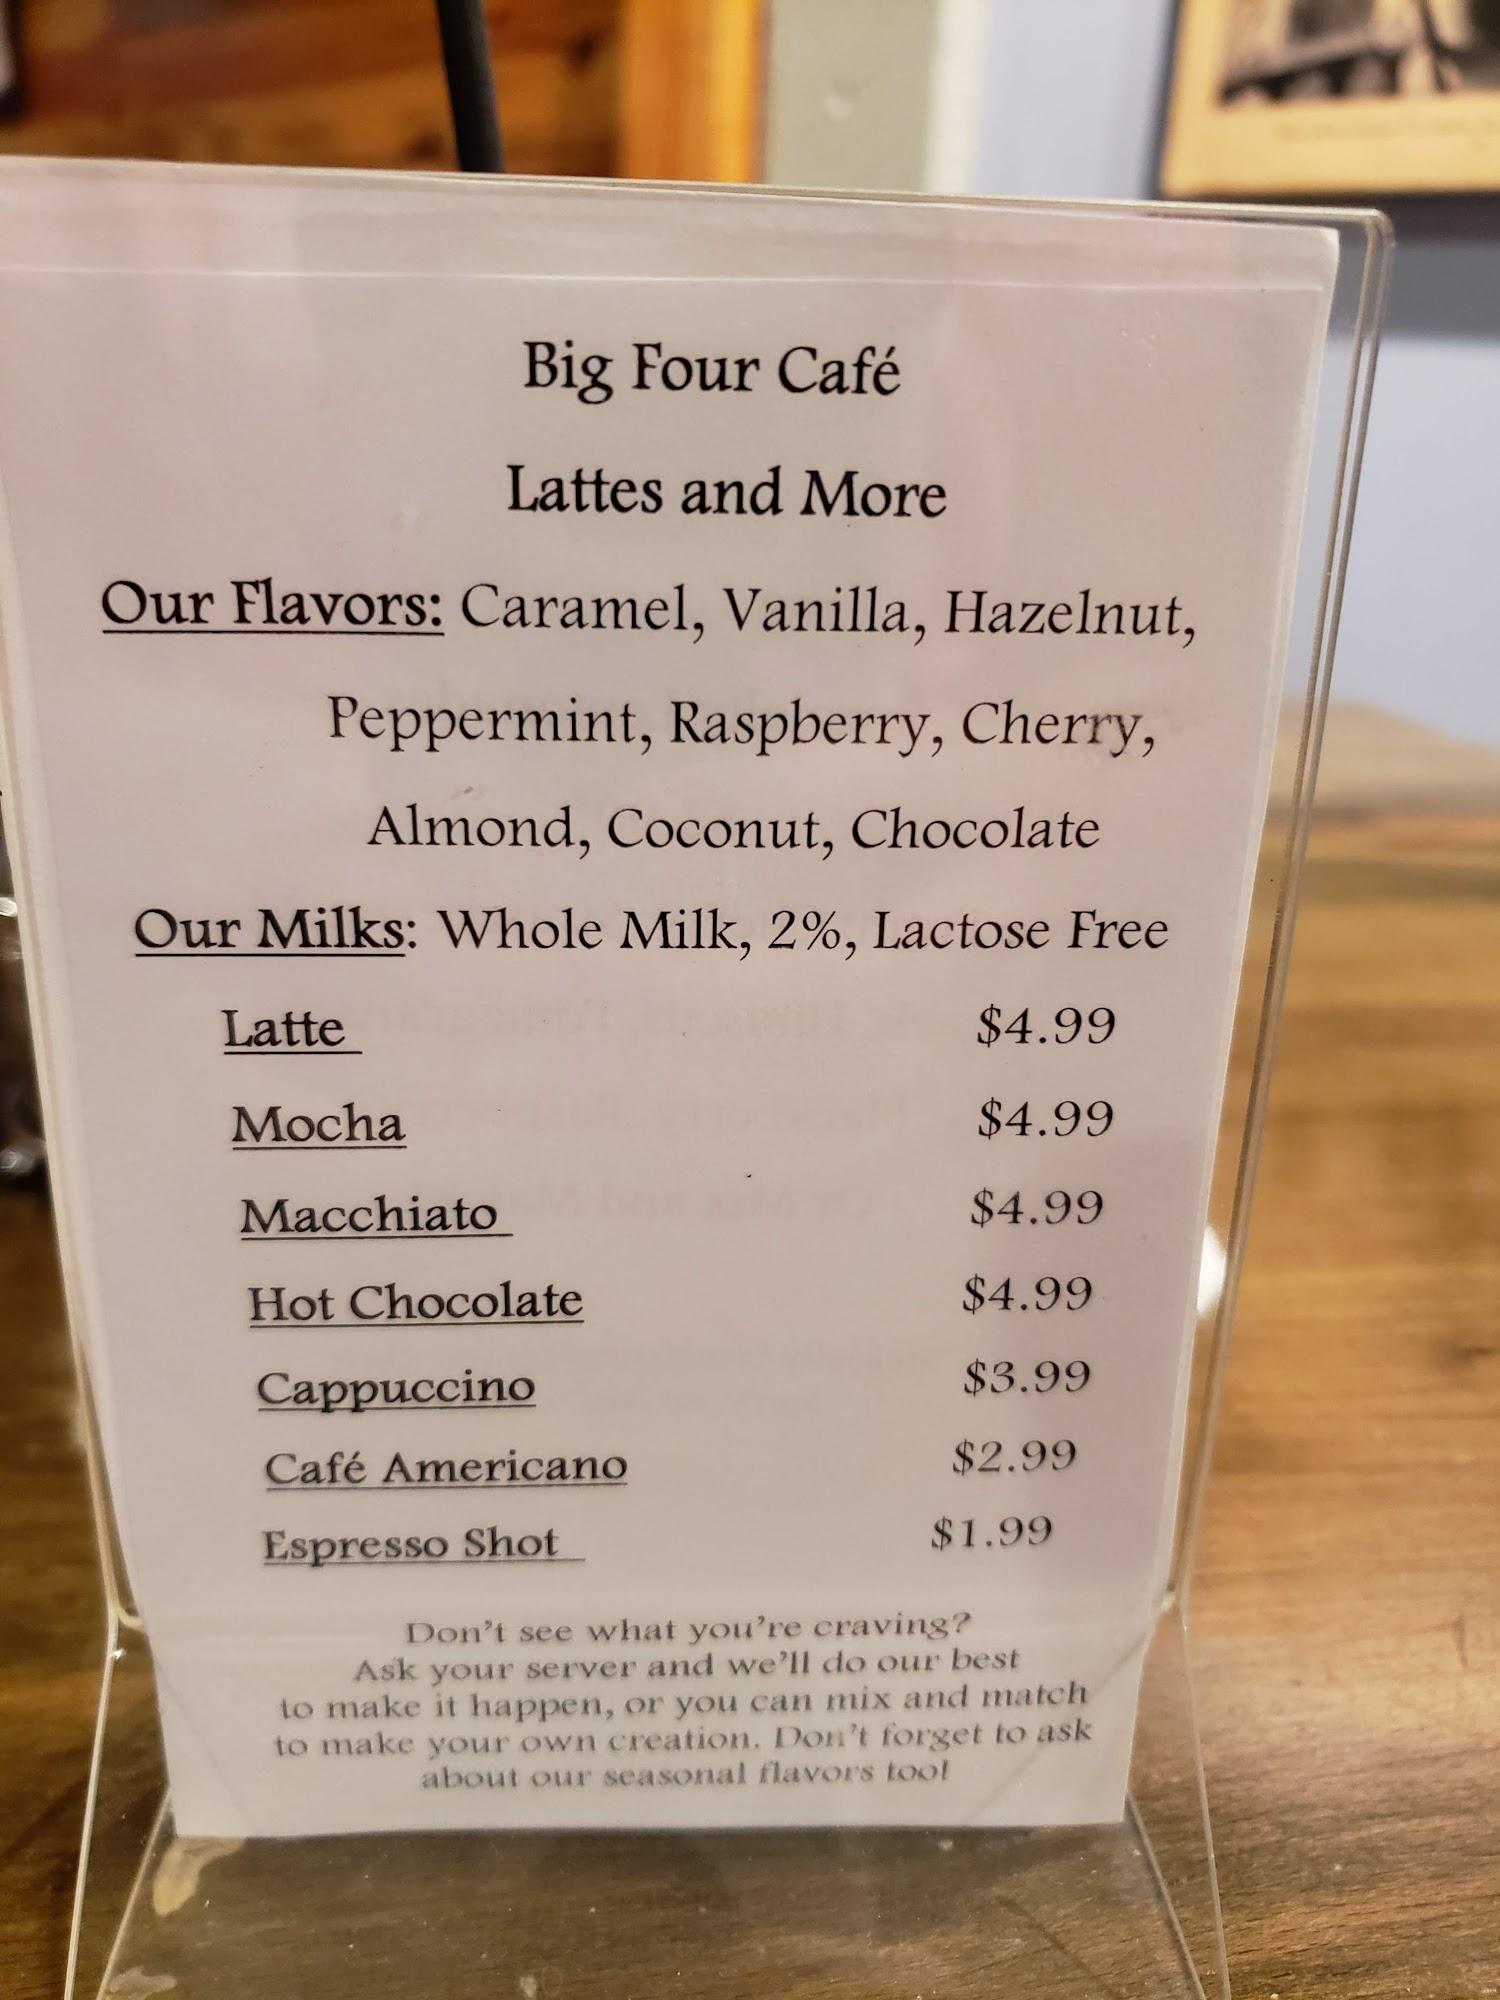 Big Four Café
Lattes and More
Our Flavors: Caramel, Vanilla, Hazelnut,
Peppermint, Raspberry, Cherry,
Almond, Coconut, Chocolate
Our Milks: Whole Milk, 2%, Lactose Free
Latte $4.99
Mocha $4.99
Macchiato $4.99
Hot Chocolate $4.99
Cappuccino $3.99
Café Americano $2.99
Espresso Shot $1.99
Don't see what you're craving?
Ask your server and we'll do our best
to make it happen, or you can mix and match
to make your own creation. Don't forget to ask
about our seasonal flavors too!